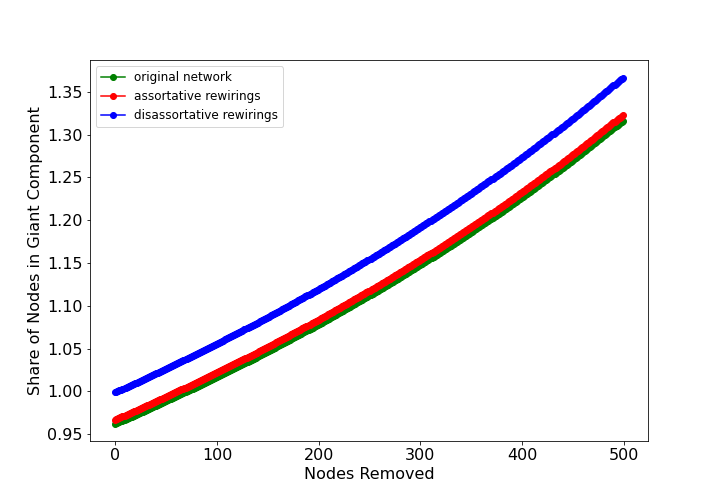 original network
assortative rewirings
disassortative rewirings
Share of Nodes in Giant Component
1.35
1.30
1.25
1.20
1.15
1.10
1.05
1.00
0.95
0 100 200 300 400 500
Nodes Removed